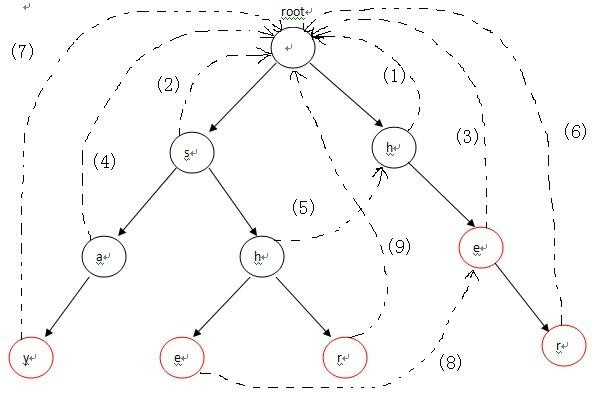 root
(7)
(2)
(1)
(6)
s
h
(3)
(4)
(5)
a
h
(9)
e
y
e
r
(8)
r